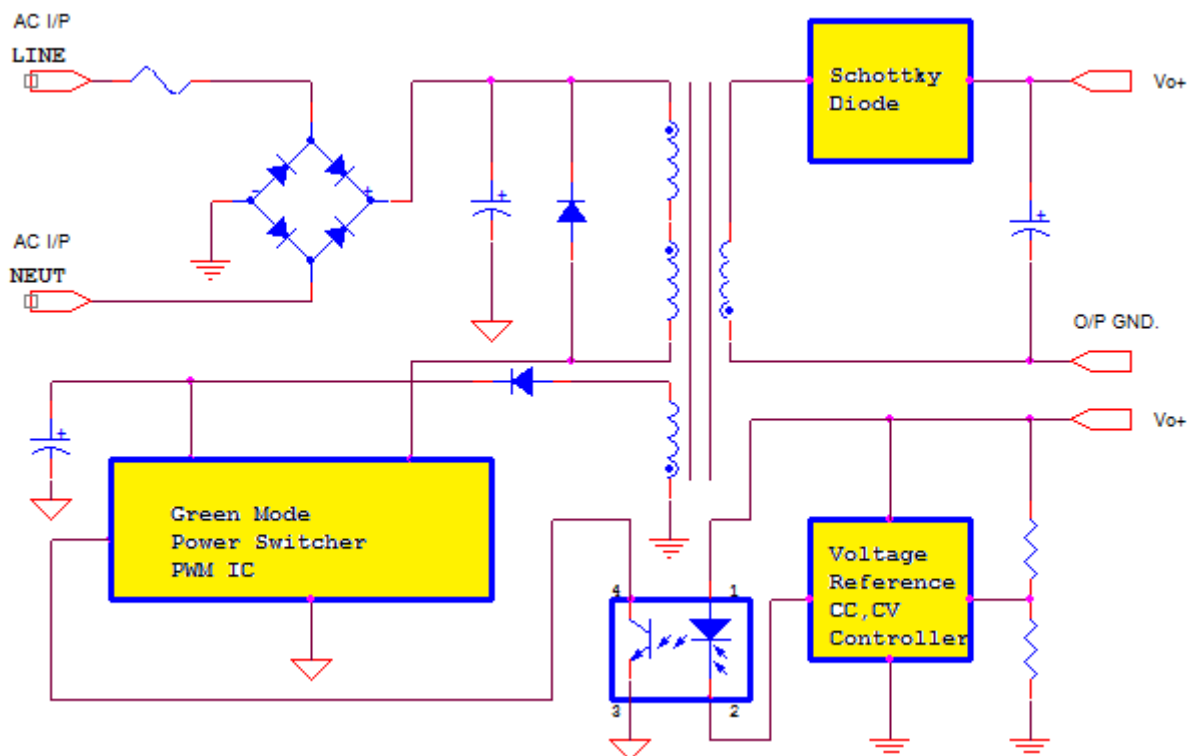 AC I/P
LINE
AC I/P
NEUT
Schottky
Diode
Vo+
+
-
+
+
O/P GND.
+
Vo+
Green Mode
Power Switcher
PWM IC
4
1
3
2
Voltage
Reference
CC,CV
Controller